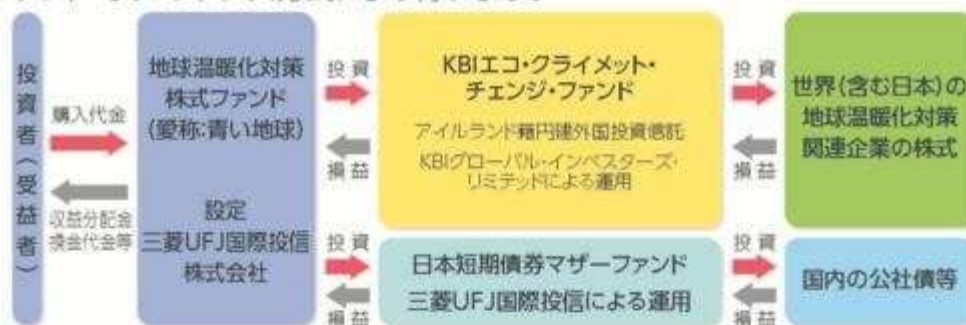 投資者(受益者)
購入代金
収益分配金
換金代金等
地球温暖化対策
株式ファンド
(愛称:青い地球)
設定
三菱UFJ国際投信
株式会社
投資
損益
投資
損益
KBIエコ・クライメット・
チェンジ・ファンド
アイルランド籍円建外国投資信託
KBIグローバル・インベスターズ・
リミテッドによる運用
日本短期債券マザーファンド
三菱UFJ国際投信による運用
投資
損益
投資
損益
世界(含む日本)の
地球温暖化対策
関連企業の株式
国内の公社債等